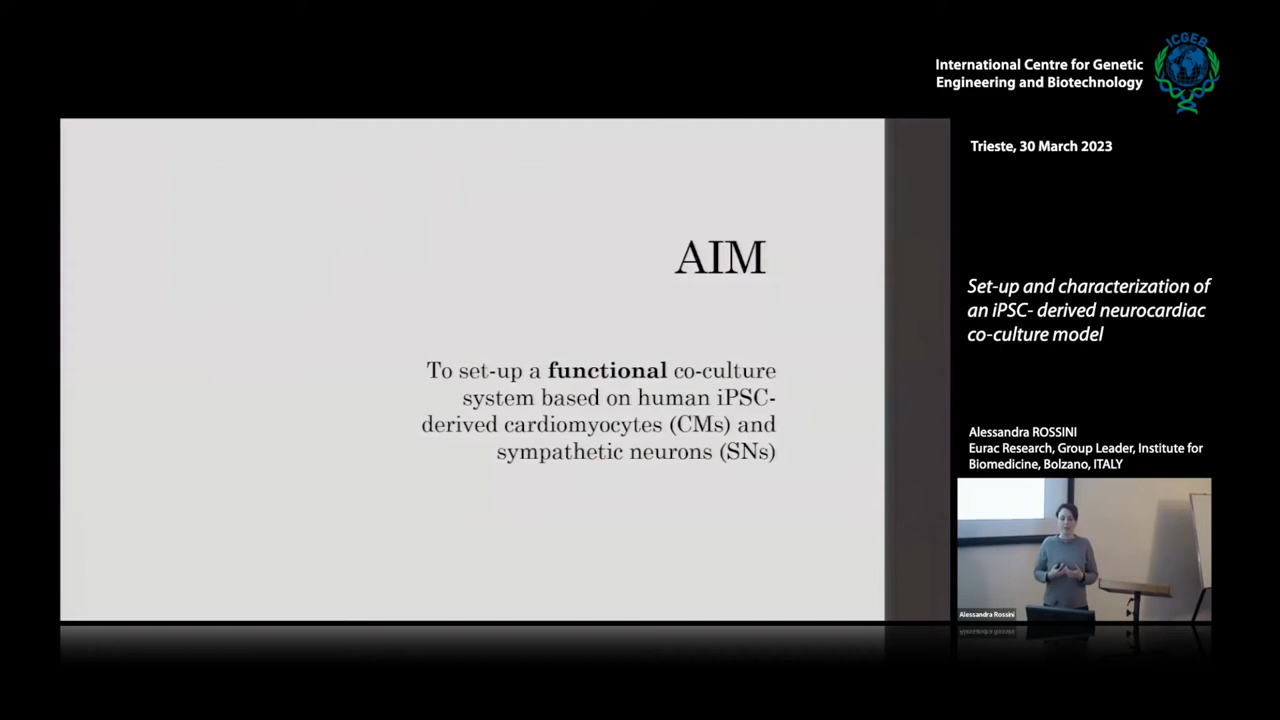 ICGEB
International Centre for Genetic
Engineering and Biotechnology
Trieste, 30 March 2023
AIM
To set-up a functional co-culture
system based on human iPSC-
derived cardiomyocytes (CMs) and
sympathetic neurons (SNs)
Set-up and characterization of
an iPSC- derived neurocardiac
co-culture model
Alessandra ROSSINI
Eurac Research, Group Leader, Institute for
Biomedicine, Bolzano, ITALY
Alessandra Rossini